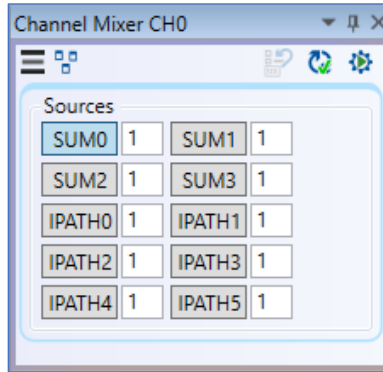 Channel Mixer CH0
Sources
SUM0 1 SUM1 1
SUM2 1 SUM3 1
IPATH0 1 IPATH1 1
IPATH2 1 IPATH3 1
IPATH4 1 IPATH5 1